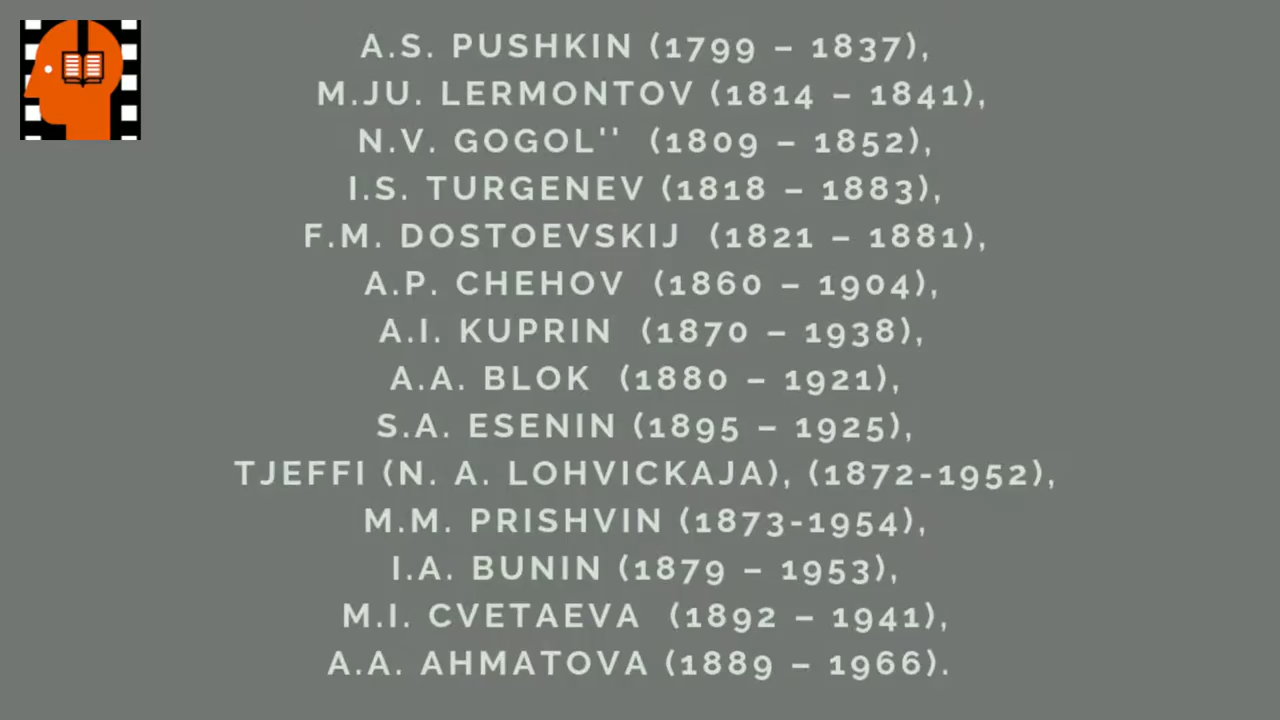 A.S. PUSHKIN (1799 – 1837),
M.JU. LERMONTOV (1814 – 1841),
N.V. GOGOL'' (1809 – 1852),
I.S. TURGENEV (1818 – 1883),
F.M. DOSTOEVSKIJ (1821 – 1881),
A.P. CHEHOV (1860 – 1904),
A.I. KUPRIN (1870 – 1938),
A.A. BLOK (1880 – 1921),
S.A. ESENIN (1895 – 1925),
TJEFFI (N. A. LOHVICKAJA), (1872-1952),
M.M. PRISHVIN (1873-1954),
I.A. BUNIN (1879 – 1953),
M.I. CVETAEVA (1892 – 1941),
A.A. AHMATOVA (1889 – 1966).